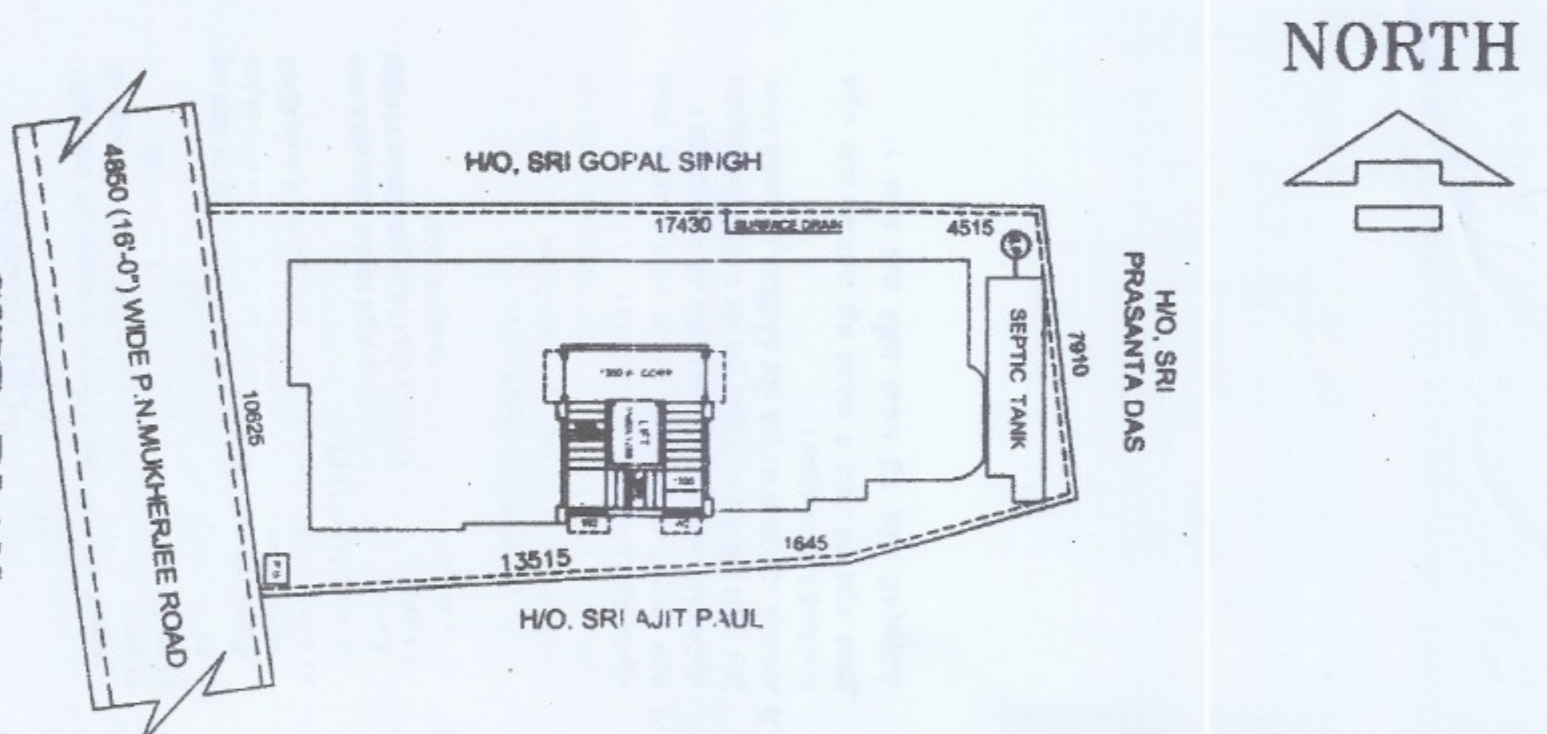 NORTH
H/O, SRI GOPAL SINGH
17430
SURFACE DRAIN
4515
H/O, SRI
PRASANTA DAS
7910
SEPTIC TANK
LIFT
4850 (16'-0") WIDE P.N.MUKHERJEE ROAD
10625
13515
1645
H/O. SRI AJIT PAUL